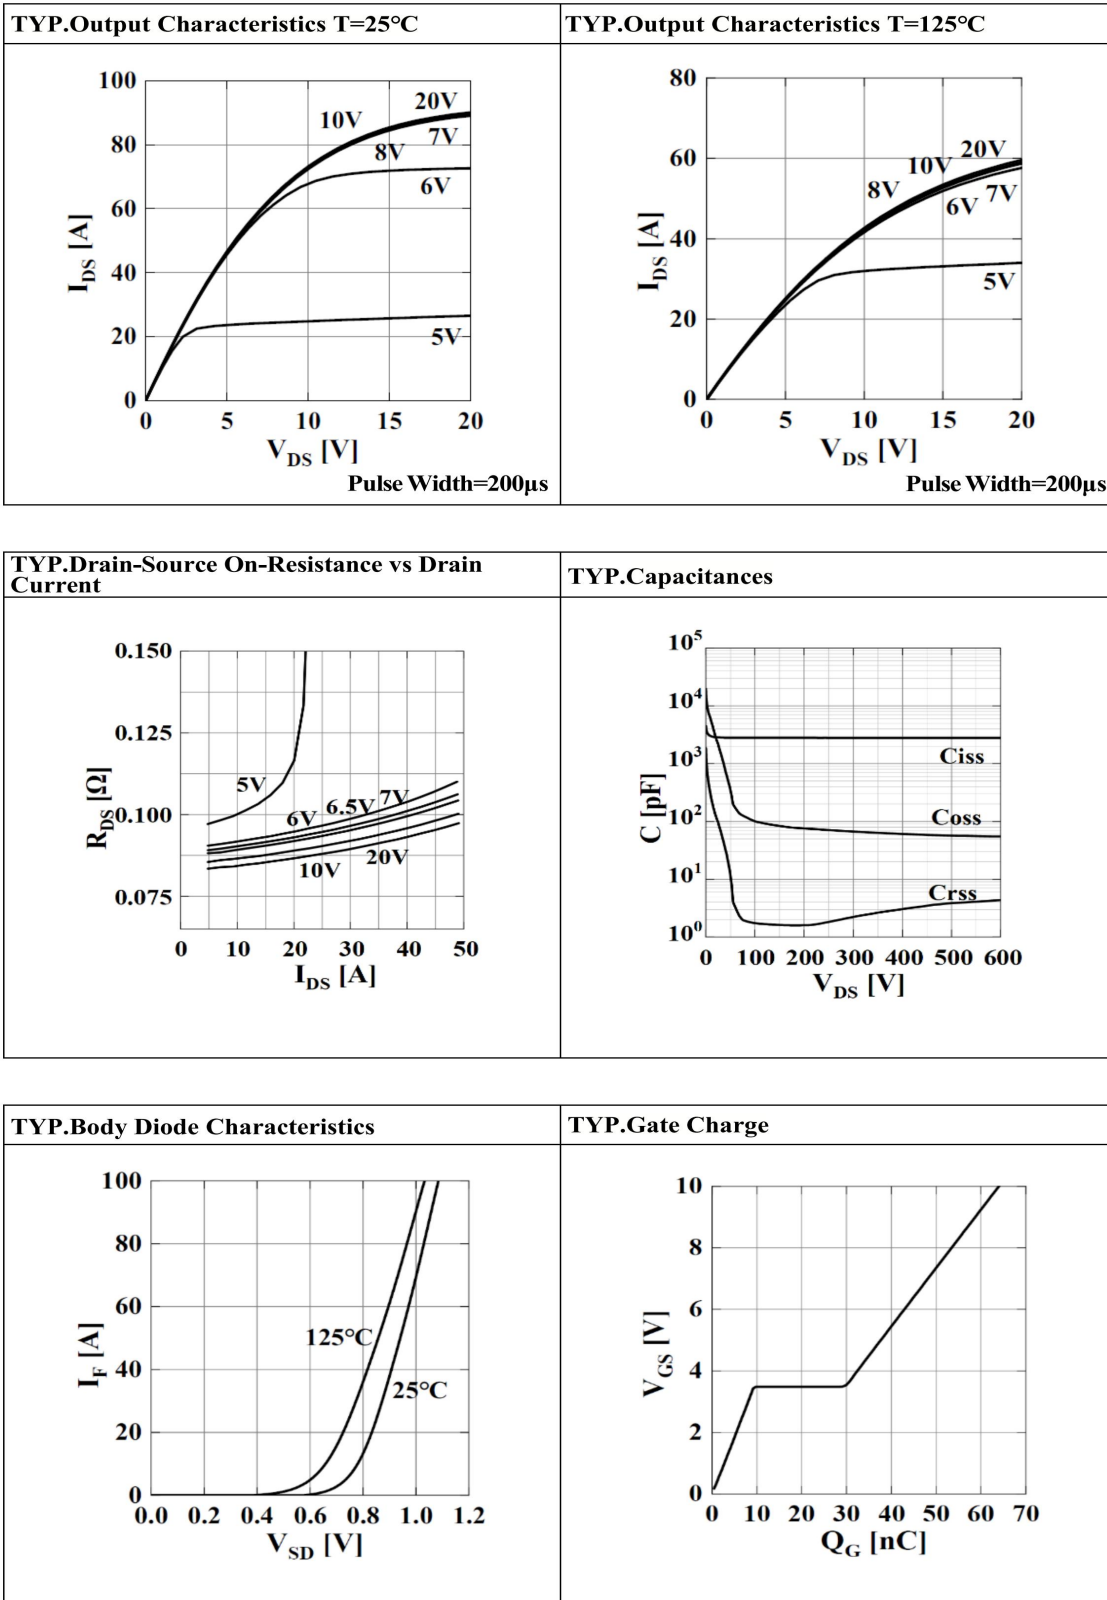 TYP.Output Characteristics T=25°C
100
80
60
40
20
0
I_DS [A]
20V
10V
7V
8V
6V
5V
0 5 10 15 20
V_DS [V]
Pulse Width=200μs
TYP.Output Characteristics T=125°C
80
60
40
20
0
I_DS [A]
20V
10V
8V
7V
6V
5V
0 5 10 15 20
V_DS [V]
Pulse Width=200μs
TYP.Drain-Source On-Resistance vs Drain
Current
0.150
0.125
0.100
0.075
R_DS [Ω]
5V
6V
6.5V
7V
10V
20V
0 10 20 30 40 50
I_DS [A]
TYP.Capacitances
10^5
10^4
10^3
10^2
10^1
10^0
C [pF]
Ciss
Coss
Crss
0 100 200 300 400 500 600
V_DS [V]
TYP.Body Diode Characteristics
100
80
60
40
20
0
I_F [A]
125°C
25°C
0.0 0.2 0.4 0.6 0.8 1.0 1.2
V_SD [V]
TYP.Gate Charge
10
8
6
4
2
0
V_GS [V]
0 10 20 30 40 50 60 70
Q_G [nC]